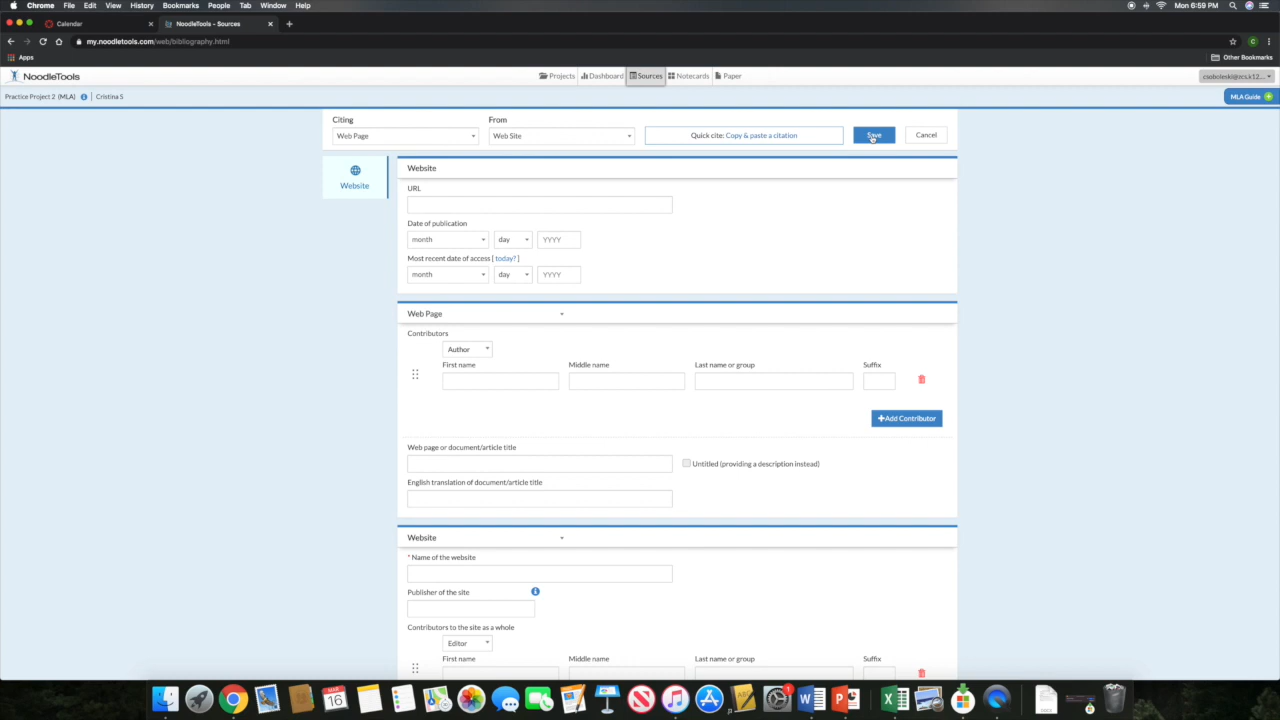 Chrome File Edit View History Bookmarks People Tab Window Help Mon 6:59 PM
Calendar NoodleTools - Sources
my.noodletools.com/web/bibliography.html
Apps Other Bookmarks
NoodleTools Projects Dashboard Sources Notecards Paper csoboleski@zcs.k12...
Practice Project 2 (MLA) Cristina S MLA Guide
Citing From
Web Page Web Site Quick cite: Copy & paste a citation Save Cancel
Website
Website
URL
Date of publication
month day YYYY
Most recent date of access [ today? ]
month day YYYY
Web Page
Contributors
Author
First name Middle name Last name or group Suffix
+Add Contributor
Web page or document/article title
Untitled (providing a description instead)
English translation of document/article title
Website
* Name of the website
Publisher of the site
Contributors to the site as a whole
Editor
First name Middle name Last name or group Suffix